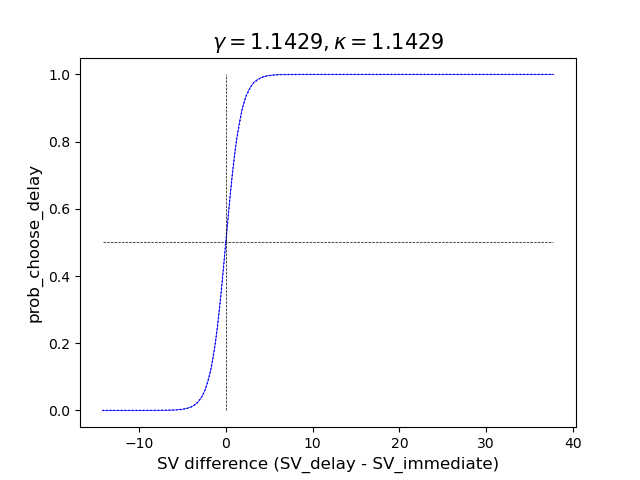 γ = 1.1429, κ = 1.1429
prob_choose_delay
1.0
0.8
0.6
0.4
0.2
0.0
−10 0 10 20 30 40
SV difference (SV_delay - SV_immediate)